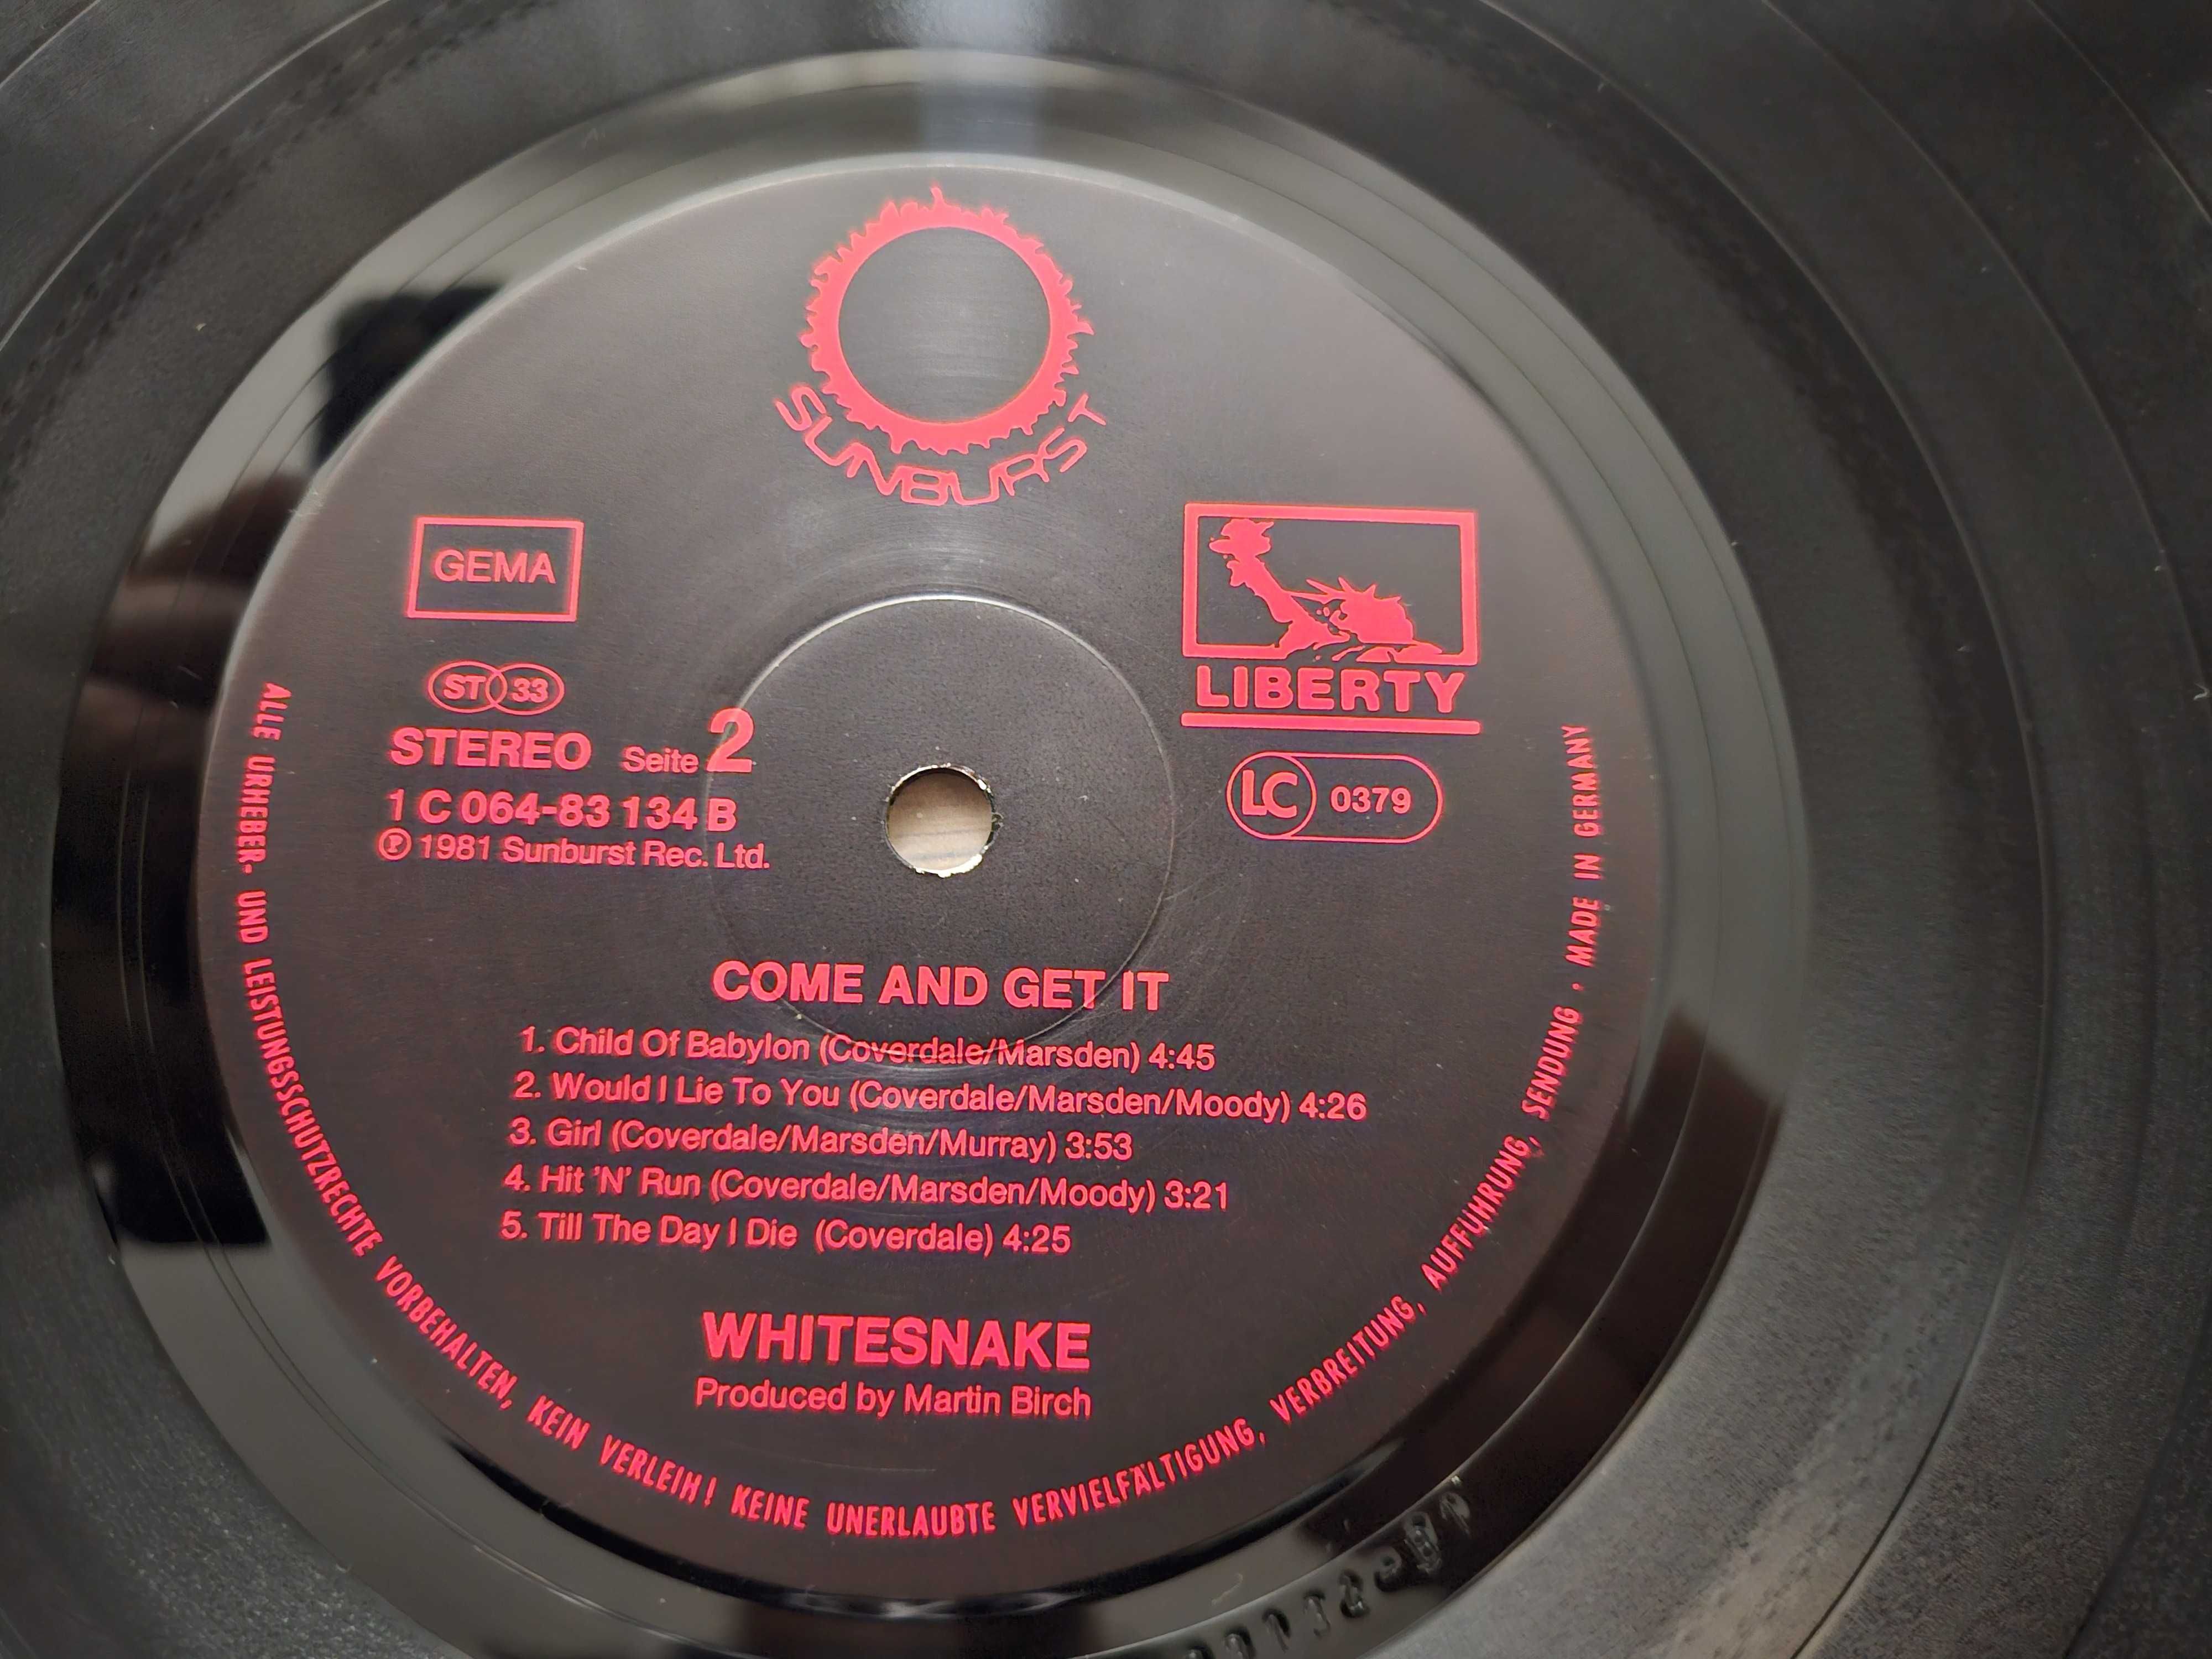 SUNBURST
GEMA
LIBERTY
ST 33
STEREO Seite 2
1 C 064-83 134 B
℗ 1981 Sunburst Rec. Ltd.
LC 0379
COME AND GET IT
1. Child Of Babylon (Coverdale/Marsden) 4:45
2. Would I Lie To You (Coverdale/Marsden/Moody) 4:26
3. Girl (Coverdale/Marsden/Murray) 3:53
4. Hit 'N' Run (Coverdale/Marsden/Moody) 3:21
5. Till The Day I Die (Coverdale) 4:25
WHITESNAKE
Produced by Martin Birch
ALLE URHEBER- UND LEISTUNGSSCHUTZRECHTE VORBEHALTEN, KEIN VERLEIH! KEINE UNERLAUBTE VERVIELFÄLTIGUNG, VERBREITUNG, AUFFÜHRUNG, SENDUNG · MADE IN GERMANY